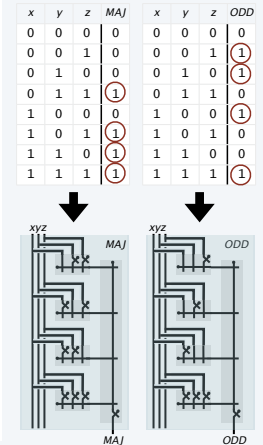 x y z MAJ x y z ODD
0 0 0 0 0 0 0 0
0 0 1 0 0 0 1 1
0 1 0 0 0 1 0 1
0 1 1 1 0 1 1 0
1 0 0 0 1 0 0 1
1 0 1 1 1 0 1 0
1 1 0 1 1 1 0 0
1 1 1 1 1 1 1 1
xyz xyz
MAJ ODD
MAJ ODD